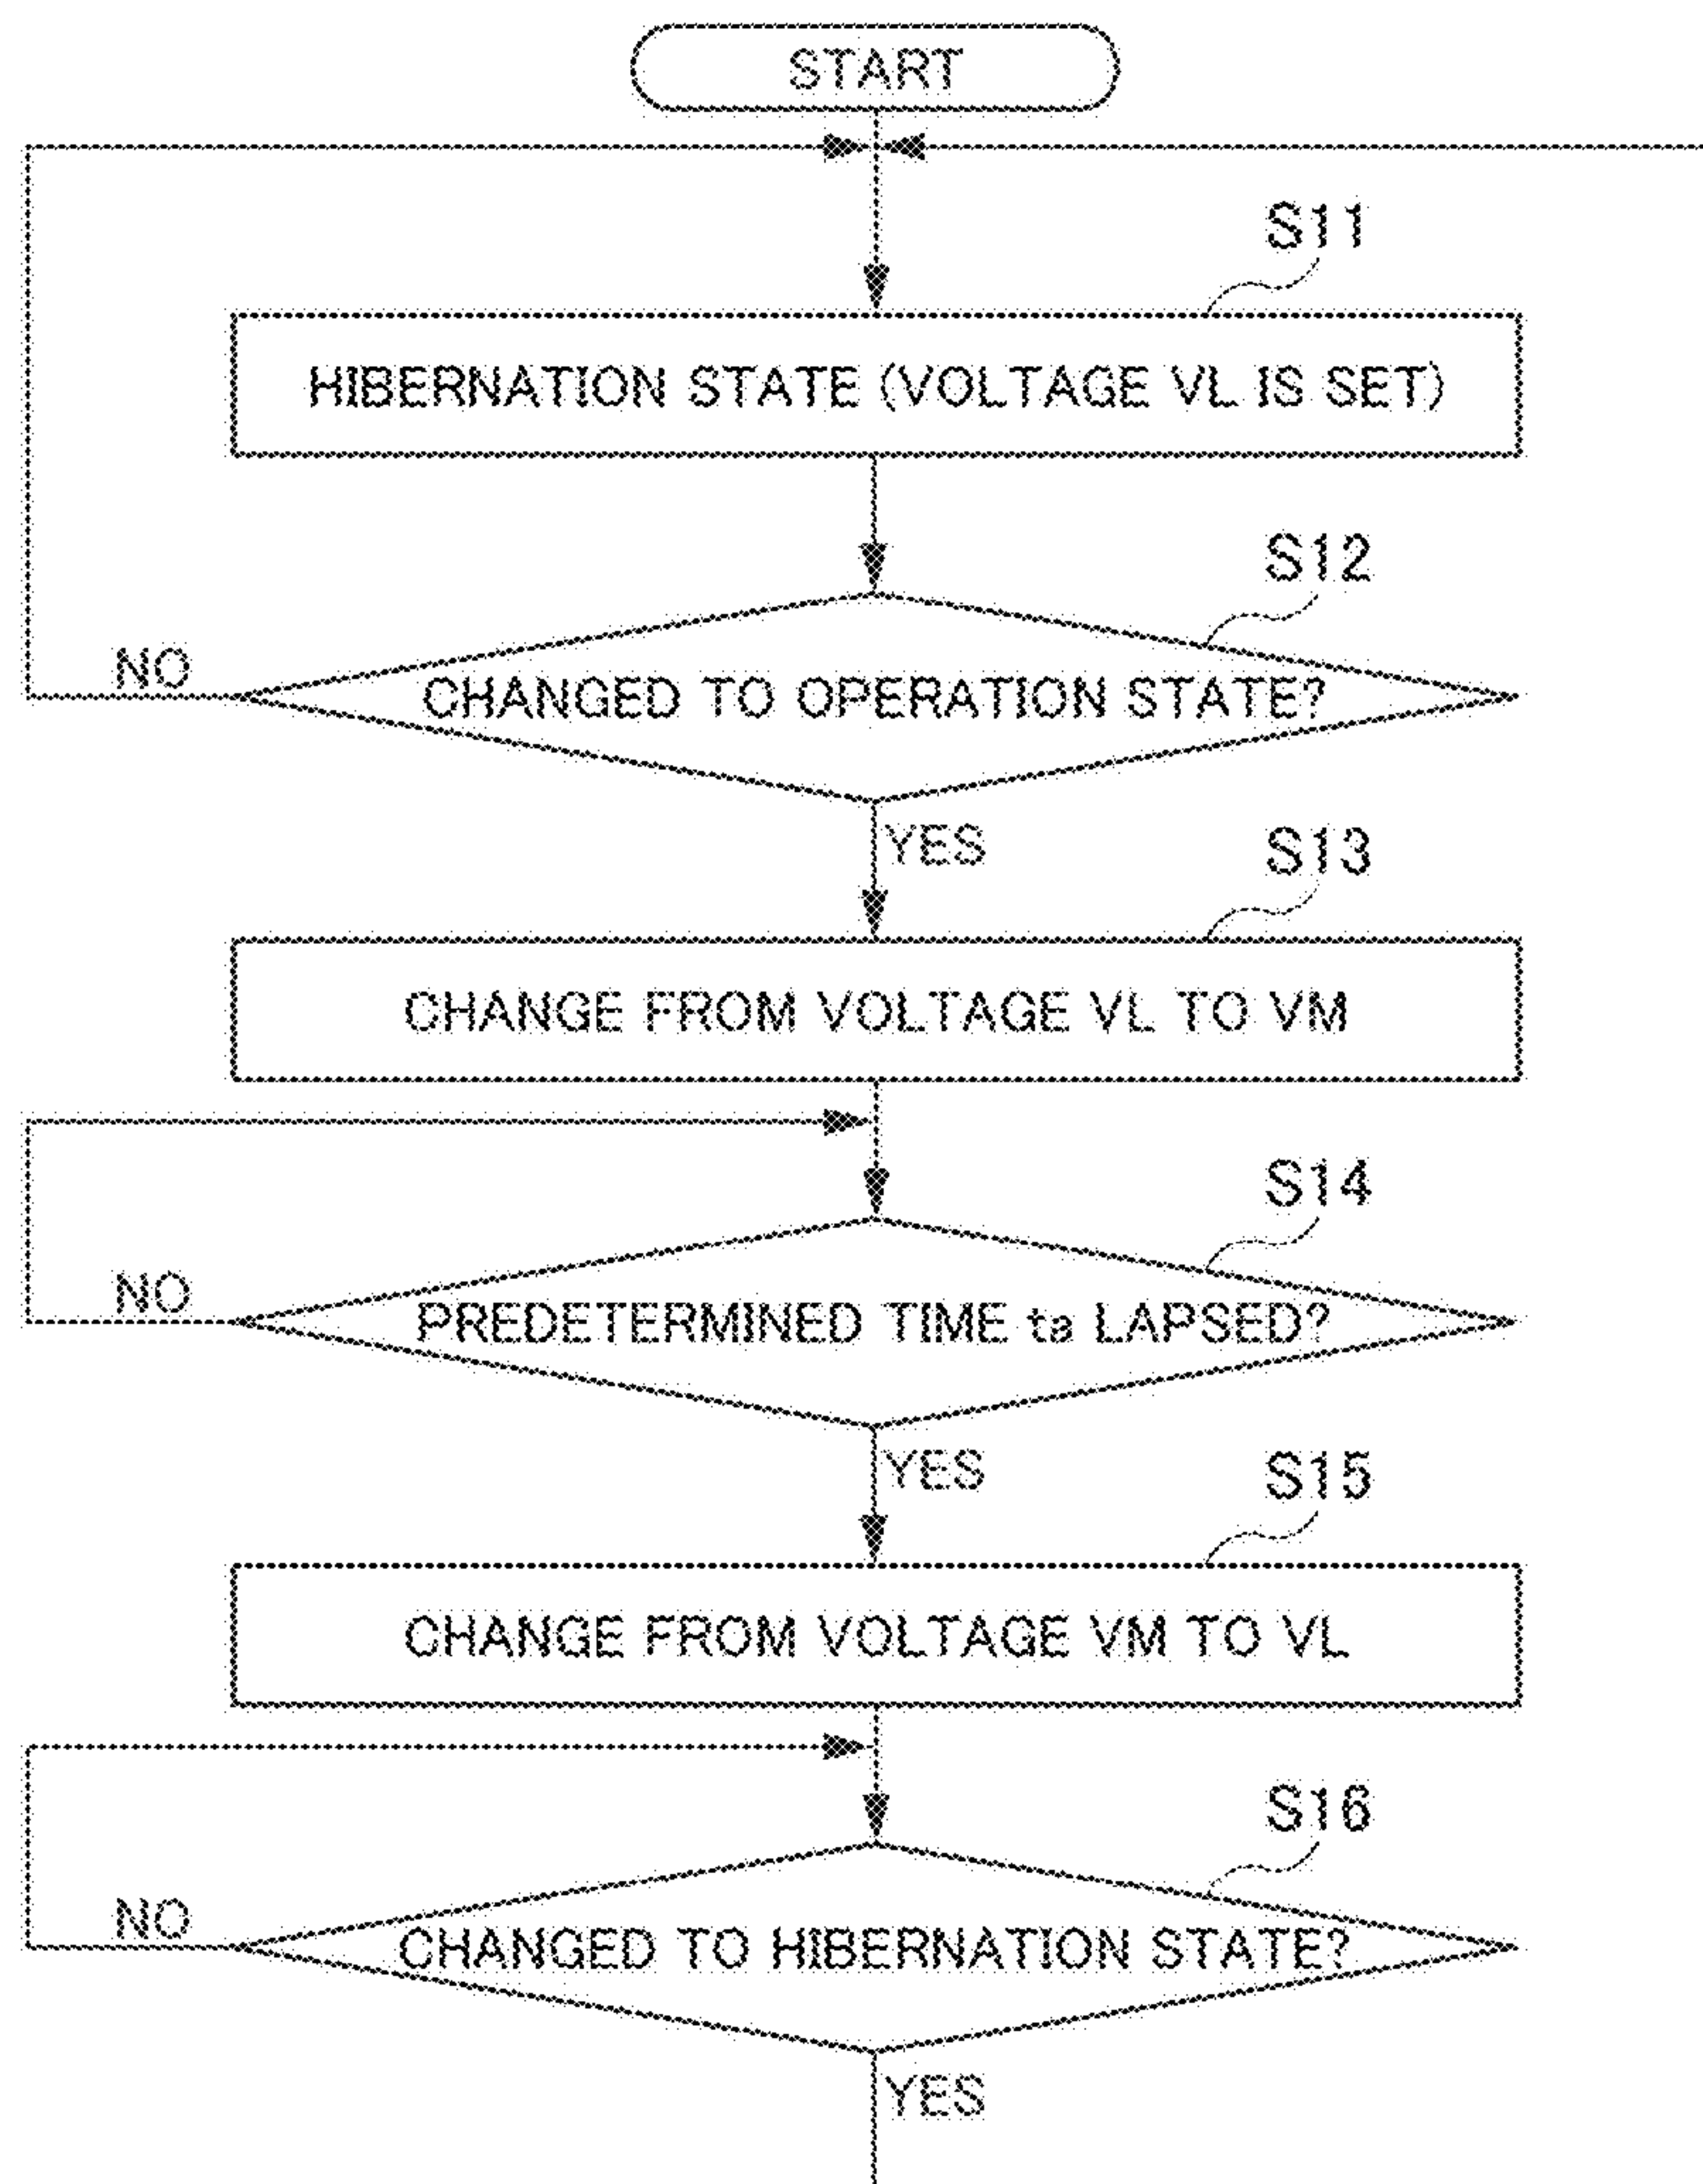 START
S11
HIBERNATION STATE (VOLTAGE VL IS SET)
S12
NO
CHANGED TO OPERATION STATE?
YES
S13
CHANGE FROM VOLTAGE VL TO VM
S14
NO
PREDETERMINED TIME ta LAPSED?
YES
S15
CHANGE FROM VOLTAGE VM TO VL
S16
NO
CHANGED TO HIBERNATION STATE?
YES